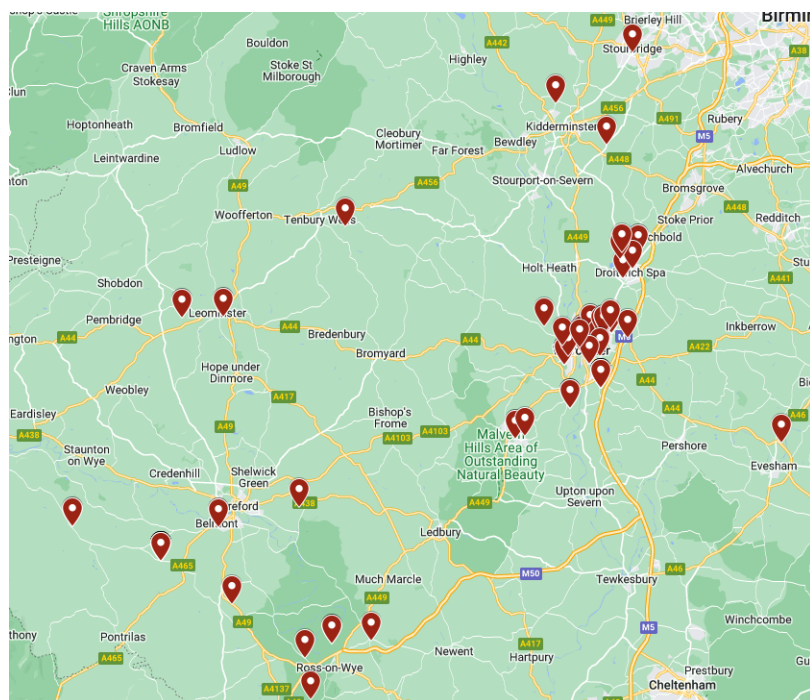 Shropshire
Hills AONB
Bouldon
Highley
A442
A449
Brierley Hill
Stourbridge
Birmi
A38
Craven Arms
Stokesay
Stoke St
Milborough
Clun
Hoptonheath
Bromfield
Cleobury
Mortimer
Kidderminster
A456
A491
Rubery
Leintwardine
Ludlow
Far Forest
Bewdley
A448
M5
A49
A456
Stourport-on-Severn
Alvechurch
Bromsgrove
Woofferton
Tenbury Wells
Stoke Prior
A448
Redditch
Presteigne
A449
Holt Heath
Droitwich Spa
A441
Shobdon
Leominster
Pembridge
A44
A44
Bredenbury
A44
Inkberrow
Bromyard
A422
Hope under
Dinmore
Weobley
A417
A44
Eardisley
Bishop's
Frome
A46
A438
A49
A4103
A4103
Staunton
on Wye
Malvern
Hills Area of
Outstanding
Natural Beauty
Pershore
Evesham
Credenhill
Shelwick
Green
A449
Upton upon
Severn
Hereford
A438
Belmont
Ledbury
A465
Much Marcle
M50
Tewkesbury
A46
A449
A49
Winchcombe
Pontrilas
M5
A465
Newent
A417
Hartpury
Ross-on-Wye
Prestbury
A4137
Cheltenham